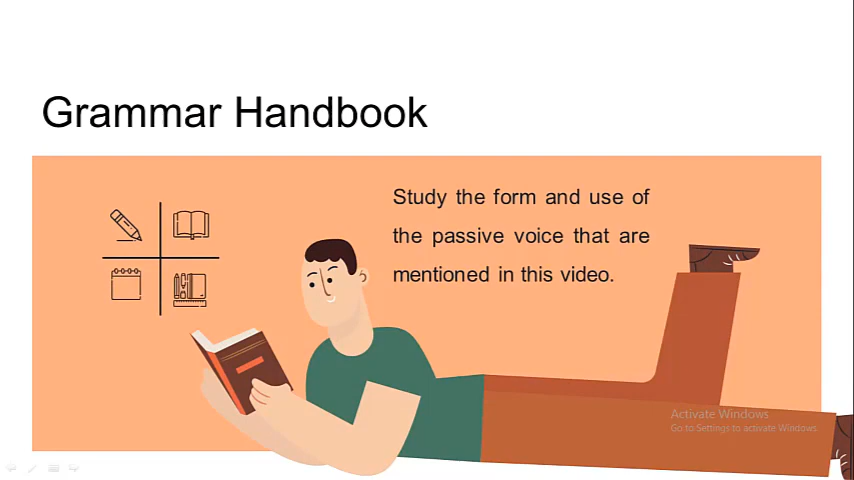 Grammar Handbook
Study the form and use of
the passive voice that are
mentioned in this video.
Activate Windows
Go to Settings to activate Windows.